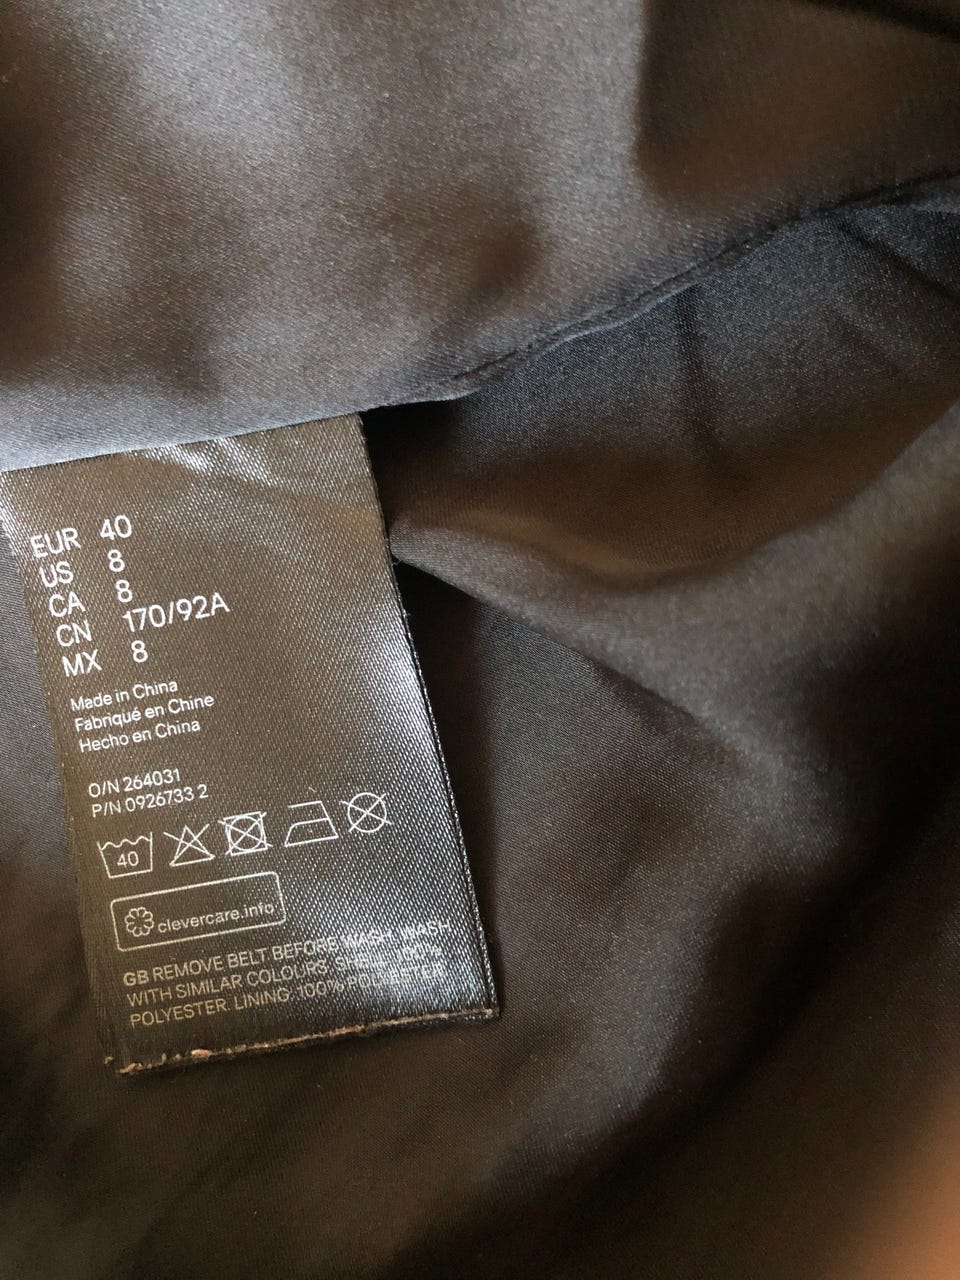 EUR 40
US 8
CA 8
CN 170/92A
MX 8
Made in China
Fabriqué en Chine
Hecho en China
O/N 264031
P/N 0926733 2
40
clevercare.info
GB REMOVE BELT BEFORE WASH. WASH
WITH SIMILAR COLOURS. SHELL: 100%
POLYESTER. LINING: 100% POLYESTER